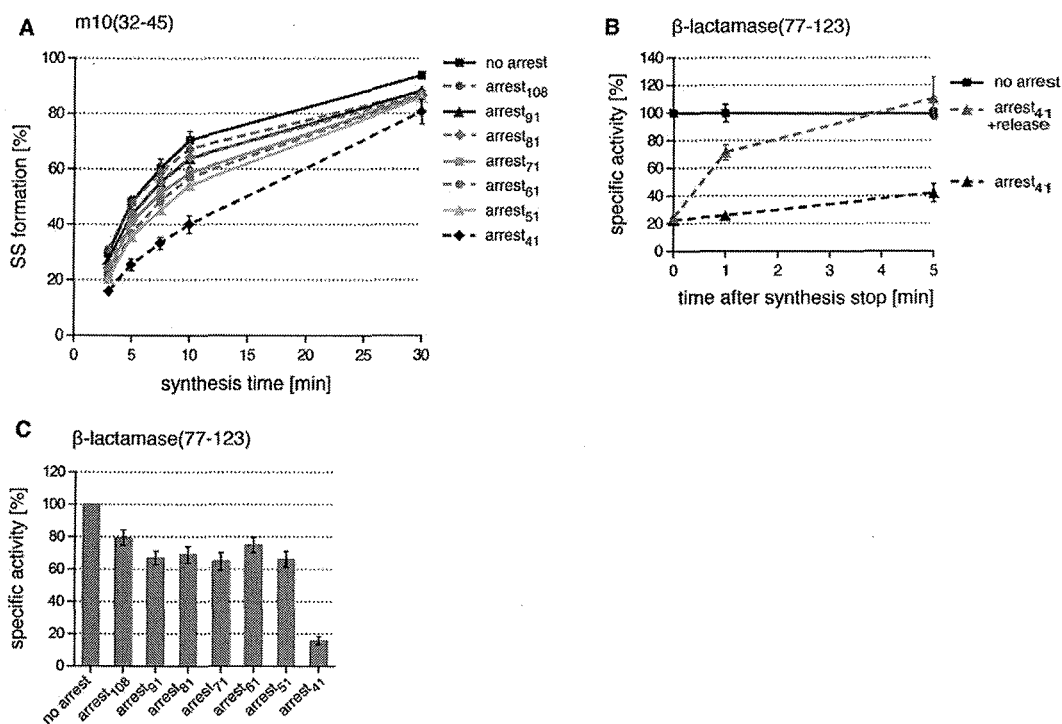 A
m10(32-45)
SS formation [%]
100
80
60
40
20
0
0 5 10 15 20 25 30
synthesis time [min]
no arrest
arrest108
arrest91
arrest81
arrest71
arrest61
arrest51
arrest41
B
β-lactamase(77-123)
specific activity [%]
140
120
100
80
60
40
20
0
0 1 2 3 4 5
time after synthesis stop [min]
no arrest
arrest41
+release
arrest41
C
β-lactamase(77-123)
specific activity [%]
120
100
80
60
40
20
0
no arrest
arrest108
arrest91
arrest81
arrest71
arrest61
arrest51
arrest41